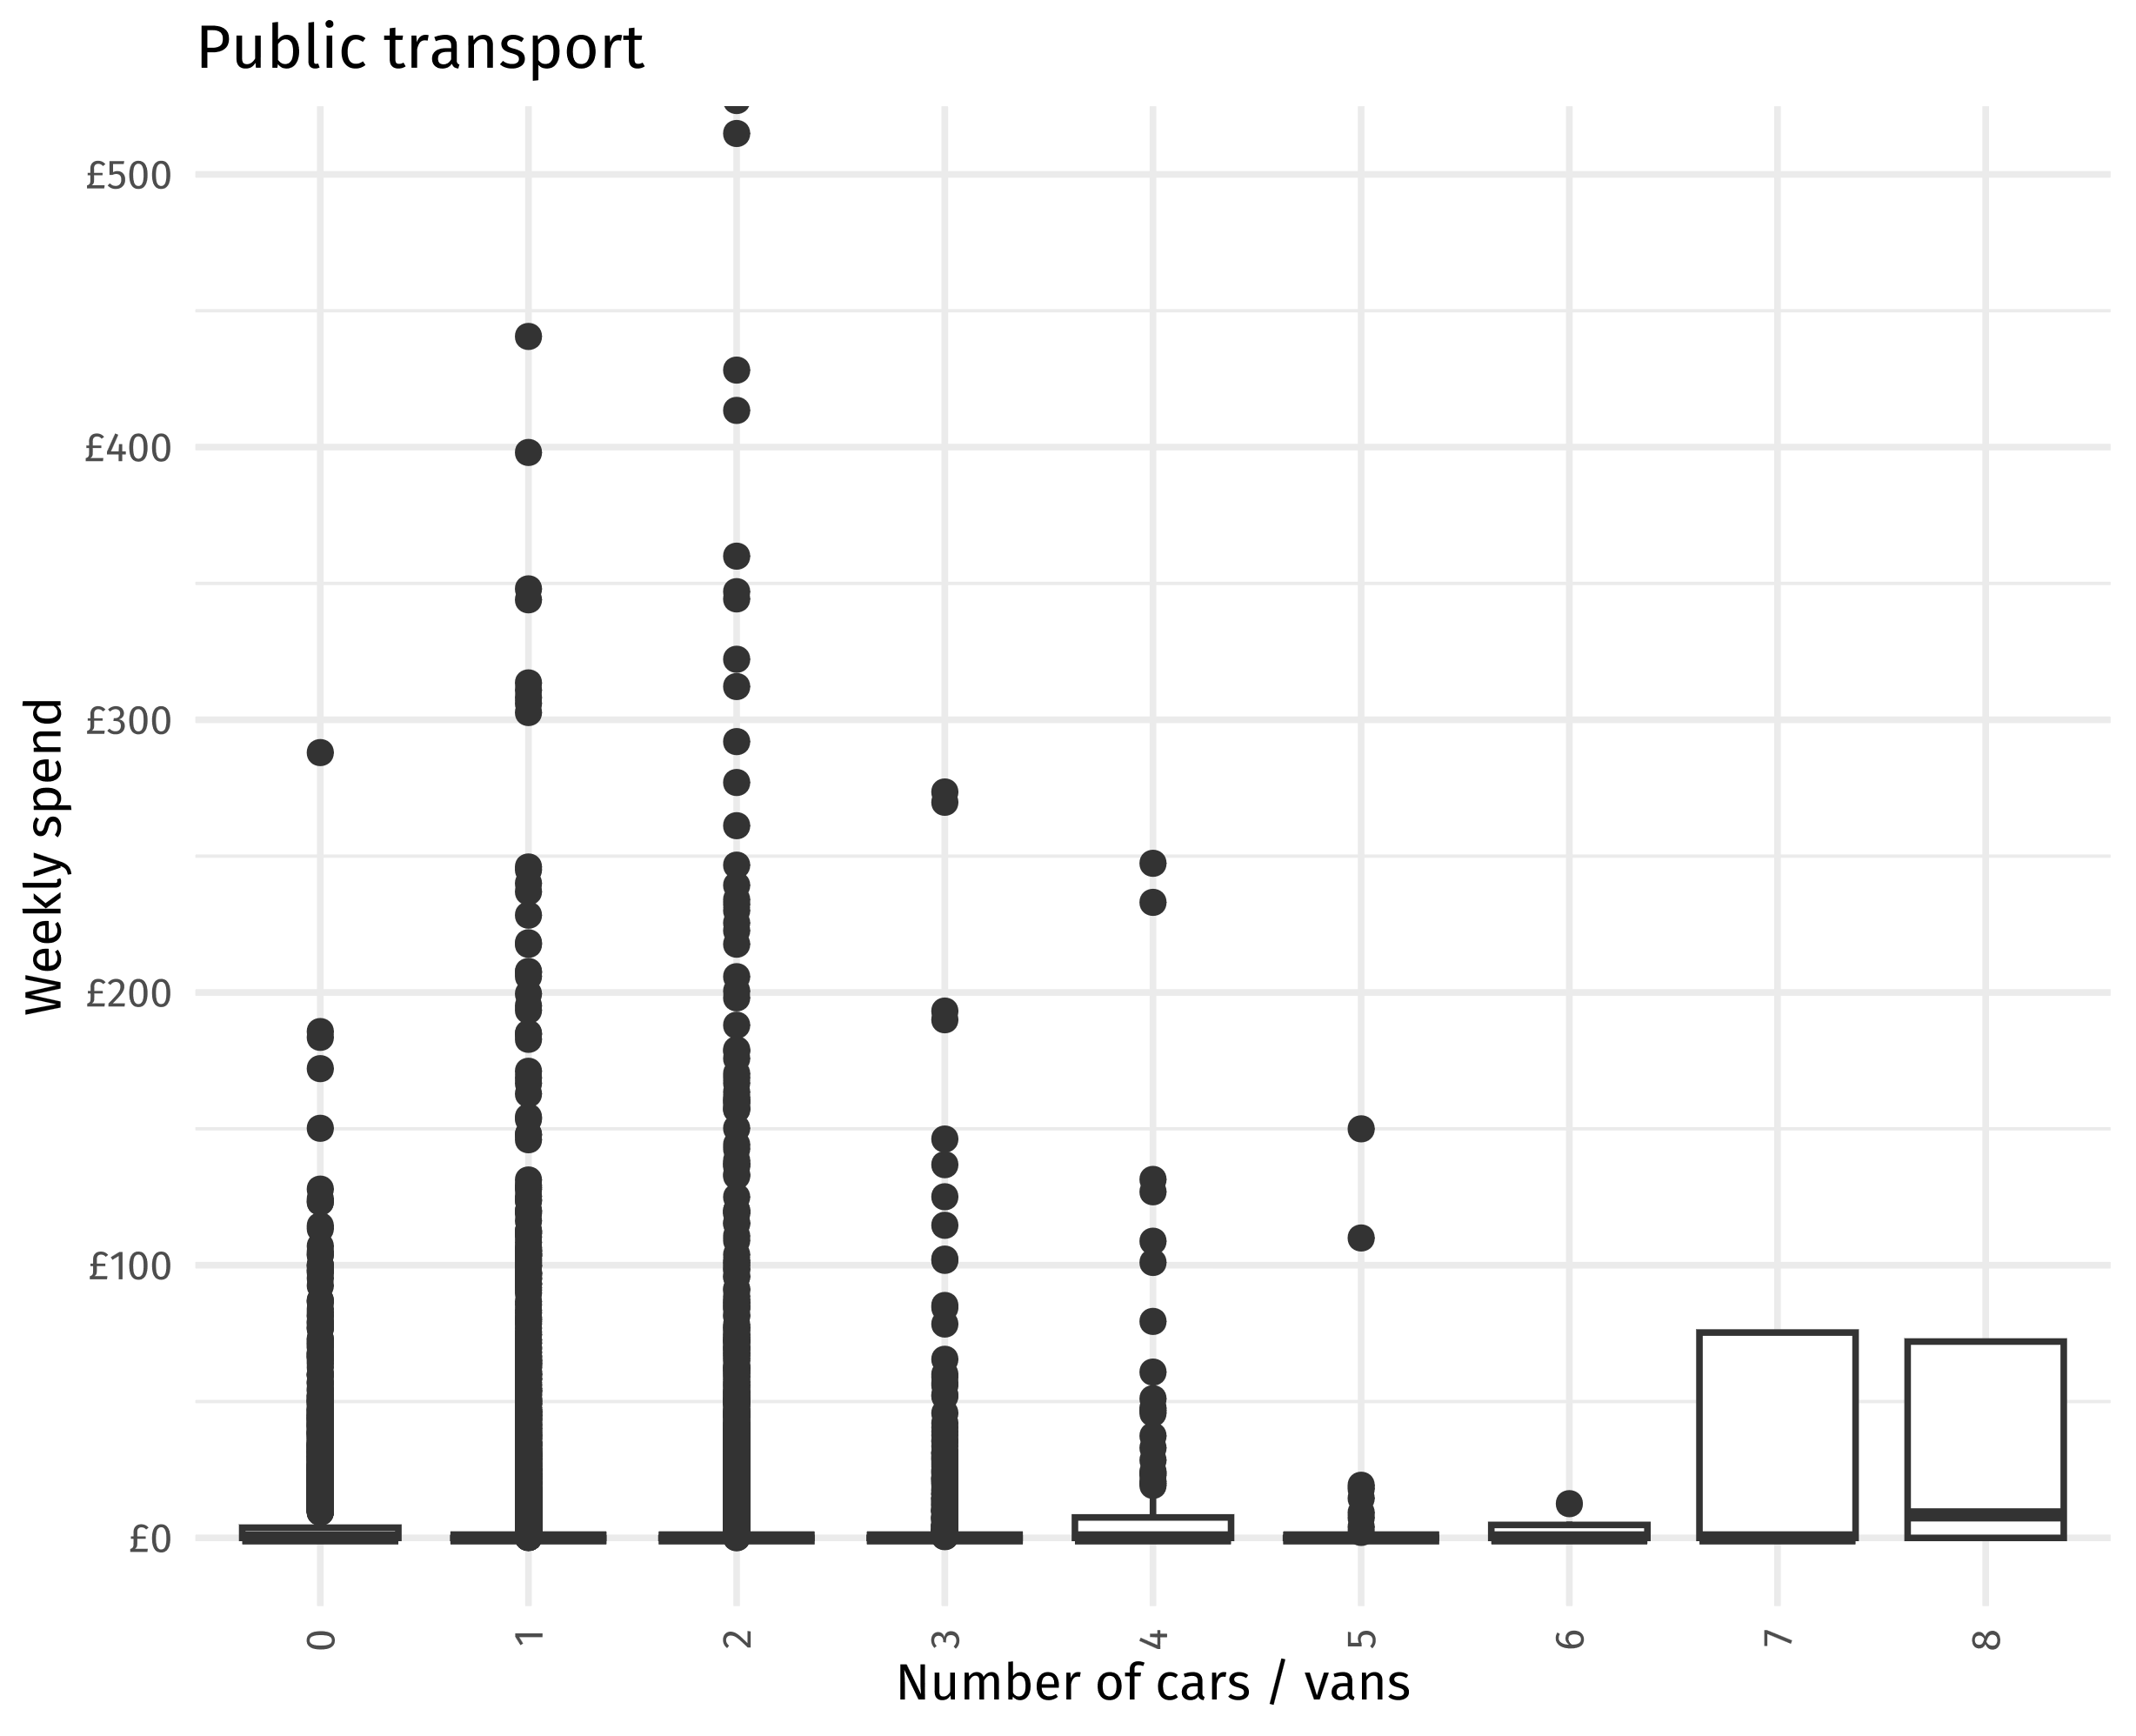 Public transport
Weekly spend
£500
£400
£300
£200
£100
£0
0 1 2 3 4 5 6 7 8
Number of cars / vans